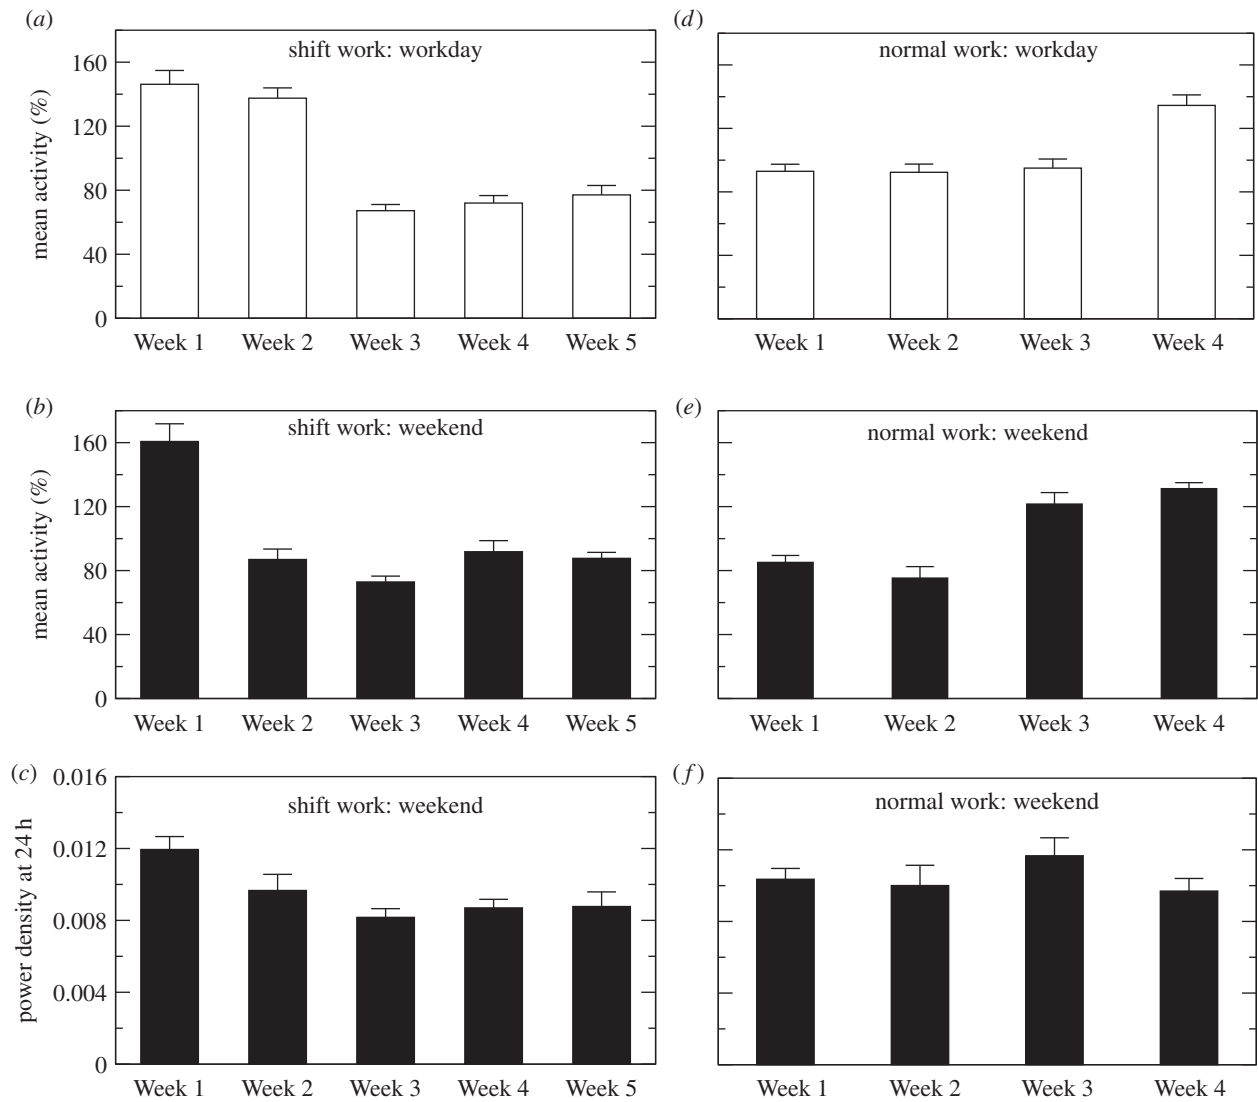 (a)
shift work: workday
mean activity (%)
160
120
80
40
0
Week 1 Week 2 Week 3 Week 4 Week 5
(d)
normal work: workday
Week 1 Week 2 Week 3 Week 4
(b)
shift work: weekend
mean activity (%)
160
120
80
40
0
Week 1 Week 2 Week 3 Week 4 Week 5
(e)
normal work: weekend
Week 1 Week 2 Week 3 Week 4
(c)
shift work: weekend
power density at 24 h
0.016
0.012
0.008
0.004
0
Week 1 Week 2 Week 3 Week 4 Week 5
(f)
normal work: weekend
Week 1 Week 2 Week 3 Week 4